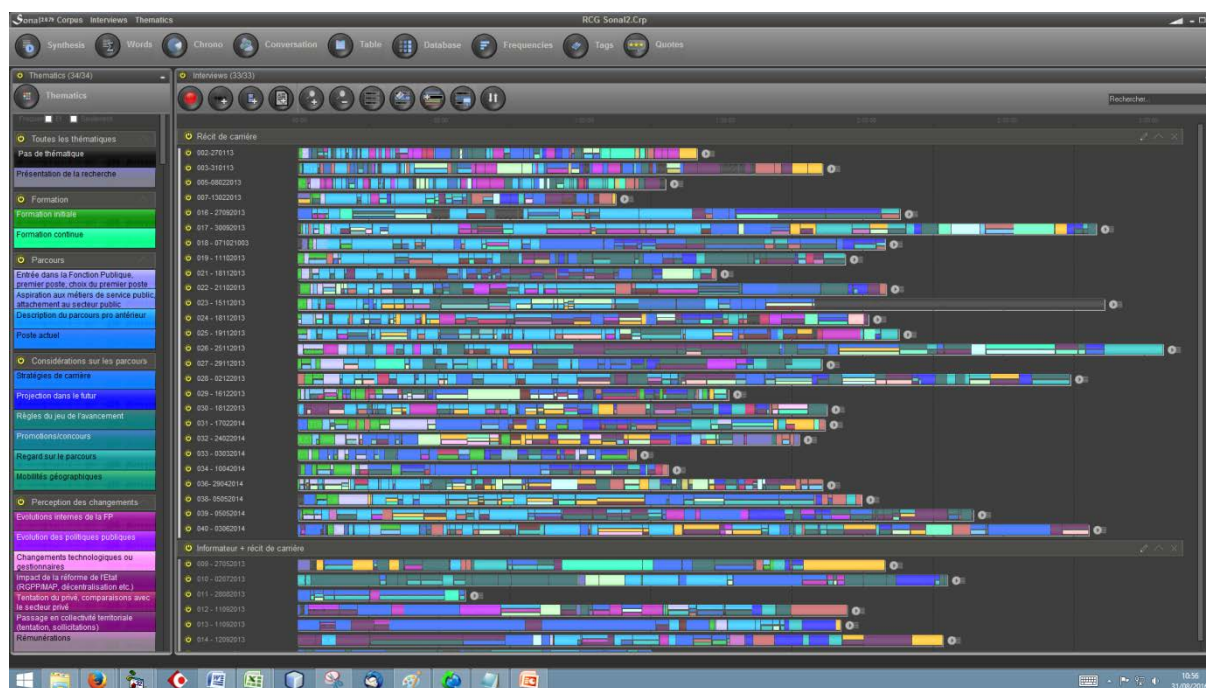 Sonal Corpus Interviews Thematics
RCG Sonal2.Crp
Synthesis Words Chrono Conversation Table Database Frequencies Tags Quotes
Thematics (34/34)
Interviews (33/33)
Thematics
Rechercher...
Toutes les thématiques
Pas de thématique
Présentation de la recherche
Formation
Formation initiale
Formation continue
Parcours
Entrée dans la Fonction Publique,
premier poste, choix du premier poste
Aspiration aux métiers de service public,
attachement au secteur public
Description du parcours pro antérieur
Poste actuel
Considérations sur les parcours
Stratégies de carrière
Projection dans le futur
Règles du jeu de l'avancement
Promotions/concours
Regard sur le parcours
Mobilités géographiques
Perception des changements
Evolutions internes de la FP
Evolution des politiques publiques
Changements technologiques ou
gestionnaires
Impact de la réforme de l'Etat
(RGPP/MAP, décentralisation etc.)
Tentation du privé, comparaisons avec
le secteur privé
Passage en collectivité territoriale
(tentation, sollicitations)
Rémunérations
Récit de carrière
002-270113
003-310113
005-08022013
007-13022013
016 - 27092013
017 - 30092013
018 - 071021003
019 - 11102013
021 - 18112013
022 - 21102013
023 - 15112013
024 - 18112013
025 - 19112013
026 - 25112013
027 - 29112013
028 - 02122013
029 - 16122013
030 - 18122013
031 - 17022014
032 - 24022014
033 - 03032014
034 - 10042014
036- 29042014
038- 05052014
039 - 05052014
040 - 03062014
Informateur + récit de carrière
009 - 27052013
010 - 02072013
011 - 28082013
012 - 11092013
013 - 11092013
014 - 12092013
10:56